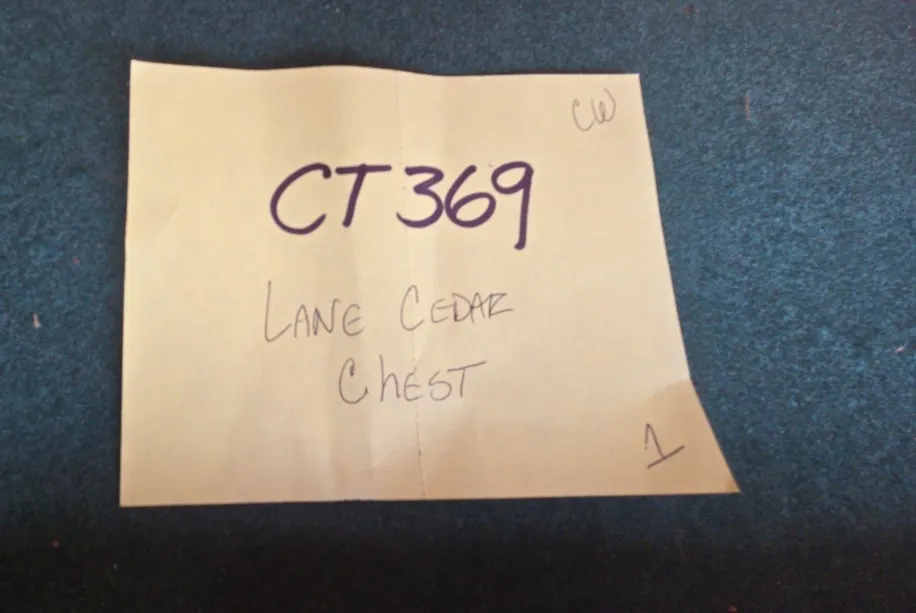 CW
CT369
LANE CEDAR
ChEST
1